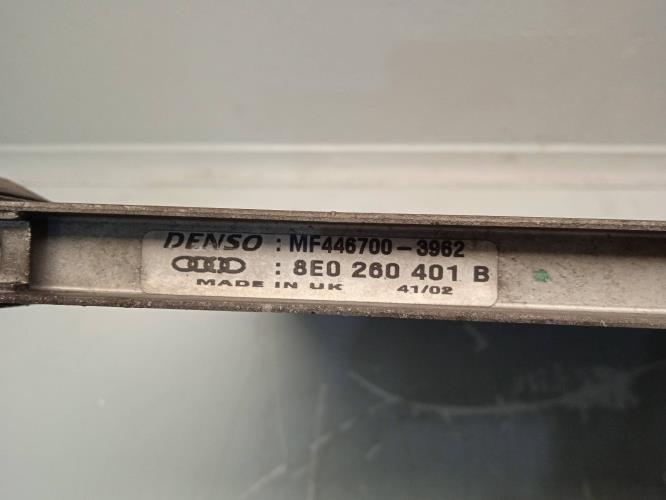 DENSO : MF446700-3962
: 8E0 260 401 B
MADE IN UK 41/02